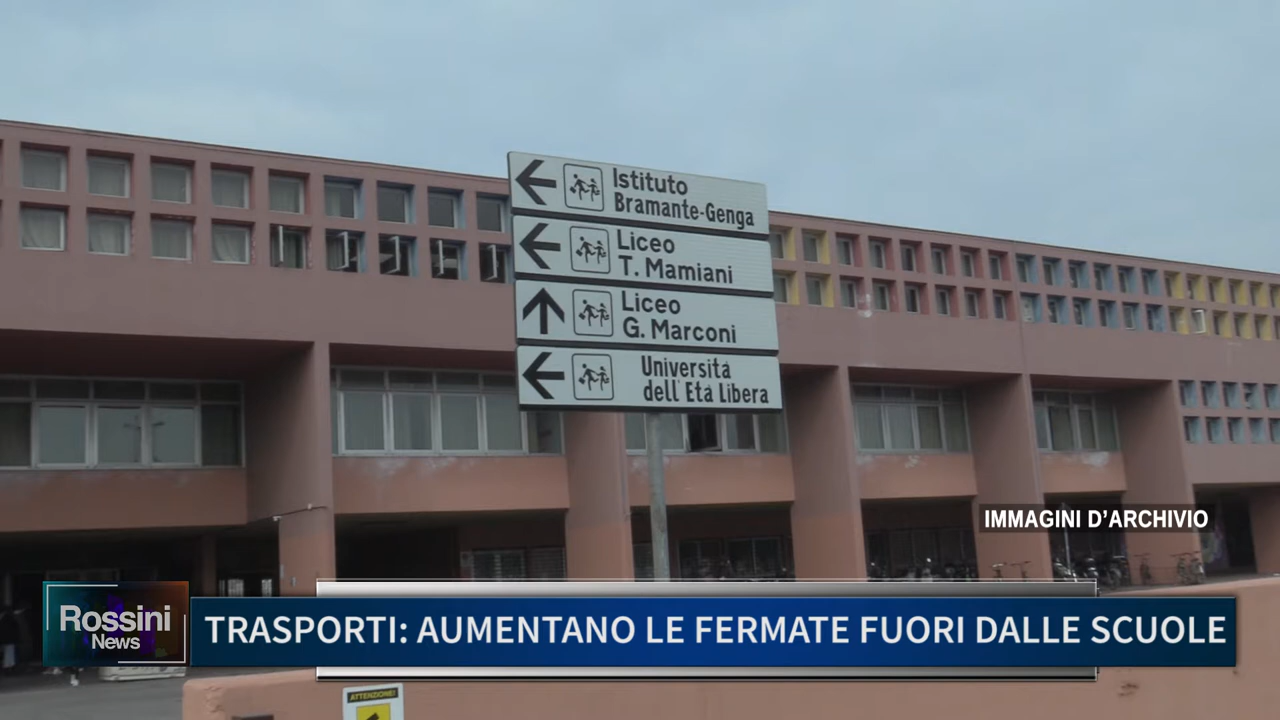 Istituto
Bramante-Genga
Liceo
T. Mamiani
Liceo
G. Marconi
Università
dell'Età Libera
IMMAGINI D'ARCHIVIO
Rossini
News
TRASPORTI: AUMENTANO LE FERMATE FUORI DALLE SCUOLE
ATTENZIONE!